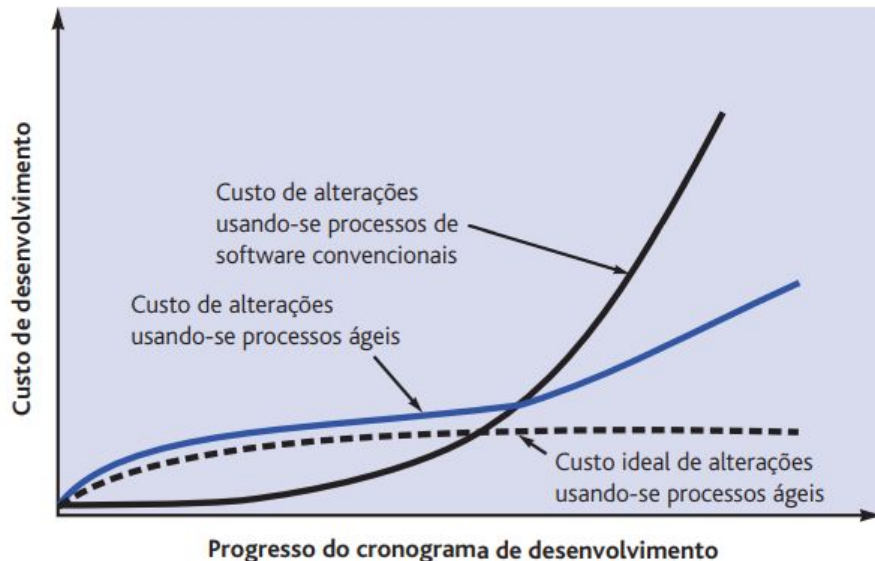 Custo de desenvolvimento
Custo de alterações
usando-se processos de
software convencionais
Custo de alterações
usando-se processos ágeis
Custo ideal de alterações
usando-se processos ágeis
Progresso do cronograma de desenvolvimento